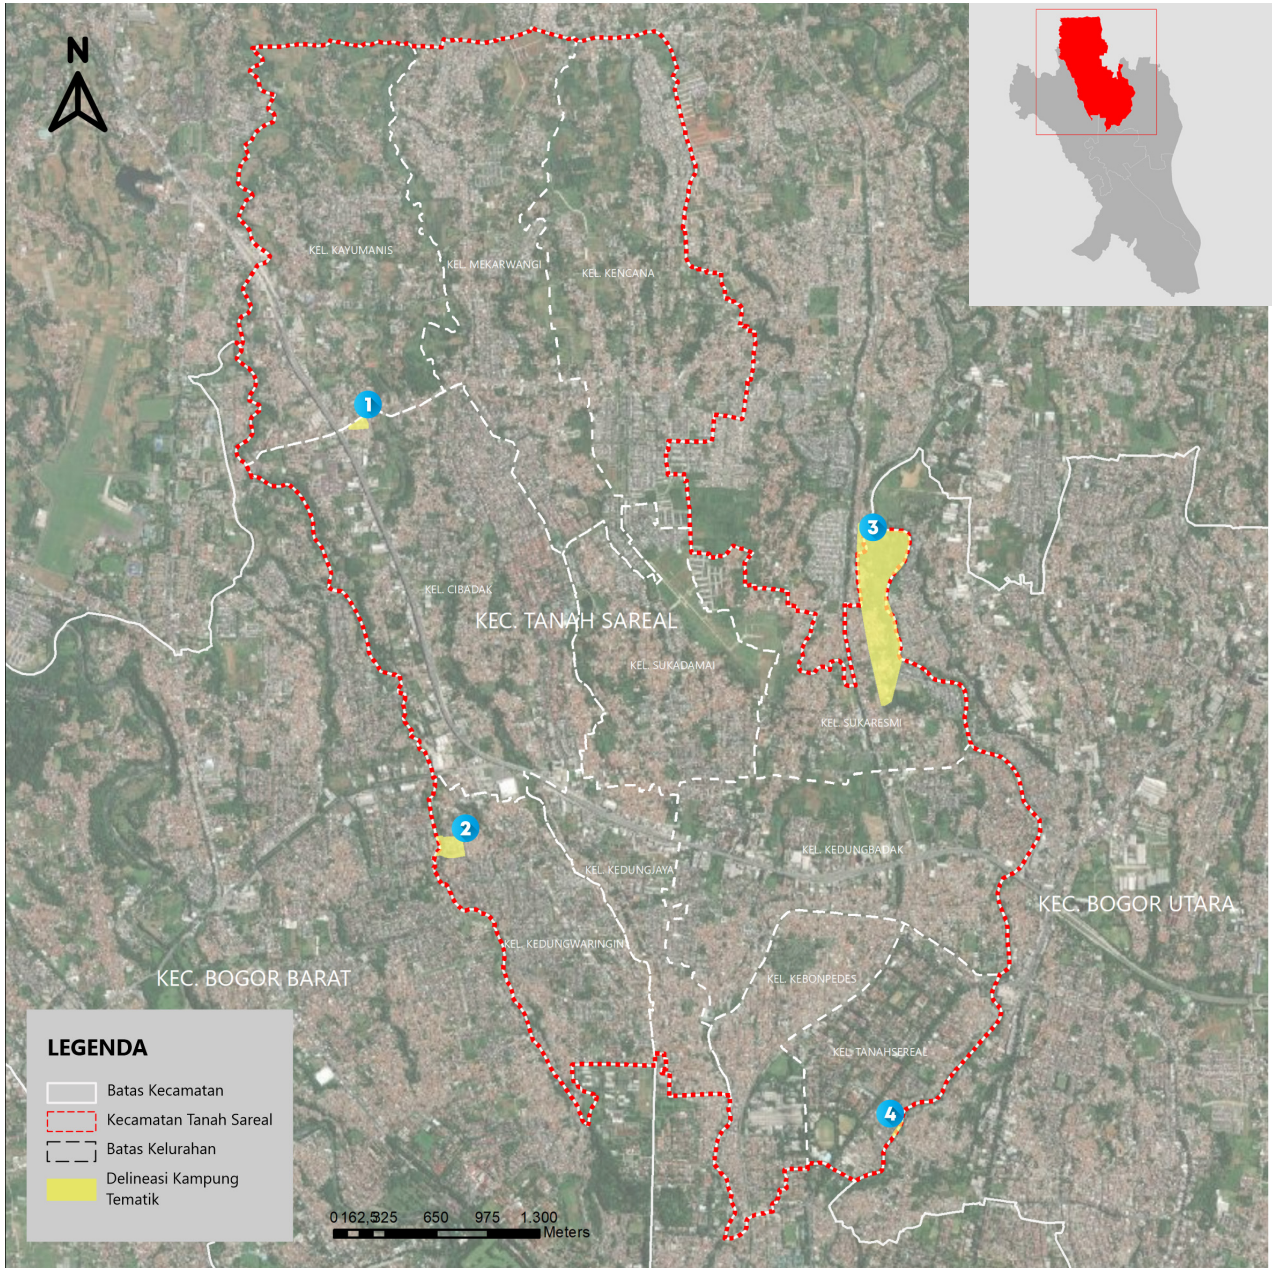 N
KEL. KAYUMANIS
KEL. MEKARWANGI
KEL. KENCANA
1
3
KEL. CIBADAK
KEC. TANAH SAREAL
KEL. SUKADAMAI
KEL. SUKARESMI
2
KEL. KEDUNGBADAK
KEL. KEDUNGJAYA
KEC. BOGOR UTARA
KEL. KEDUNGWARINGIN
KEC. BOGOR BARAT
KEL. KEBONPEDES
KEL. TANAHSEREAL
4
LEGENDA
Batas Kecamatan
Kecamatan Tanah Sareal
Batas Kelurahan
Delineasi Kampung
Tematik
0 162,5 325 650 975 1.300
Meters